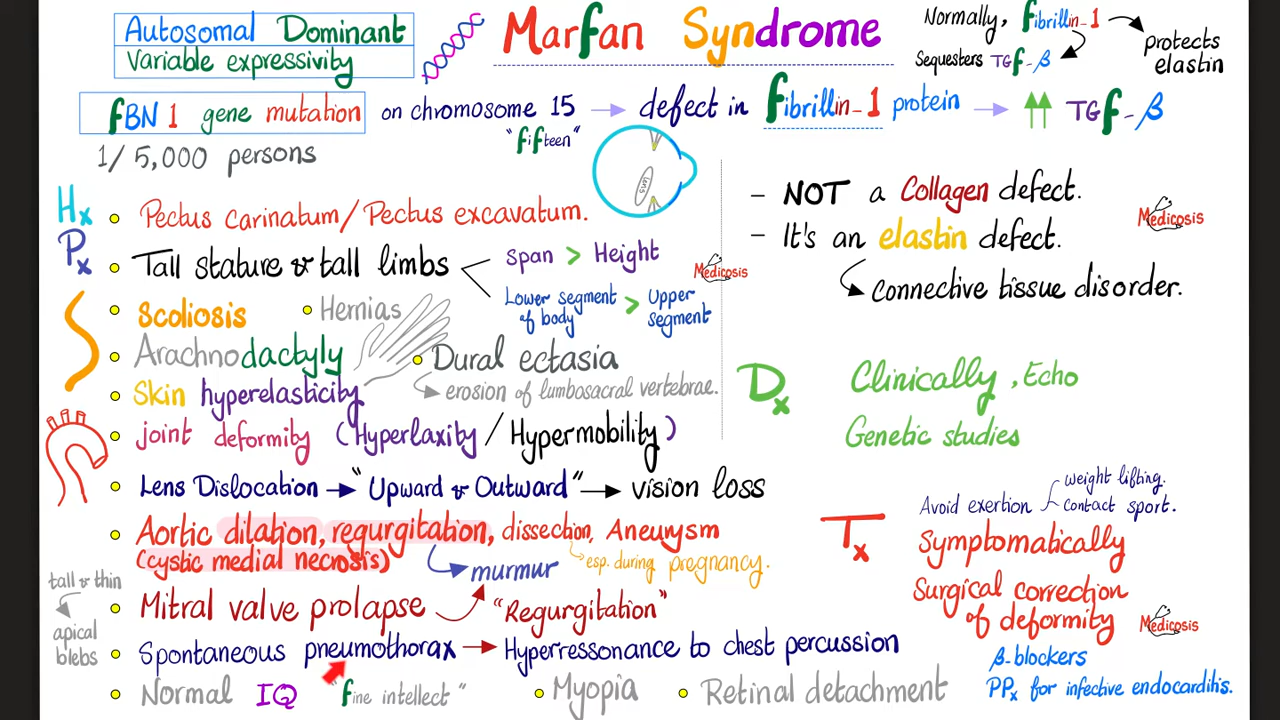 Autosomal Dominant
Variable expressivity
Marfan Syndrome
Normally, fibrillin-1
Sequesters TGf-β
protects
elastin
fBN 1 gene mutation on chromosome 15 → defect in fibrillin-1 protein → ↑↑ TGf-β
"fifteen"
1/5,000 persons
Lens
Hx
Px
• Pectus carinatum/Pectus excavatum.
• Tall stature & tall limbs
Span > Height
Lower segment of body > Upper segment
• Scoliosis
• Hernias
• Arachnodactyly
• Dural ectasia
erosion of lumbosacral vertebrae.
• Skin hyperelasticity
• joint deformity (Hyperlaxity / Hypermobility)
• Lens Dislocation → "Upward & Outward" → vision loss
• Aortic dilation, regurgitation, dissection, Aneurysm
(cystic medial necrosis)
murmur
esp. during pregnancy.
• Mitral valve prolapse
"Regurgitation"
tall & thin
apical
blebs
• Spontaneous pneumothorax → Hyperressonance to chest percussion
• Normal IQ "fine intellect"
• Myopia
• Retinal detachment
Medicosis
- NOT a Collagen defect.
- It's an elastin defect.
Connective tissue disorder.
Medicosis
Dx
Clinically, Echo
Genetic studies
Tx
Avoid exertion
weight lifting.
contact sport.
Symptomatically
Surgical correction
of deformity
Medicosis
β-blockers
PPx for infective endocarditis.